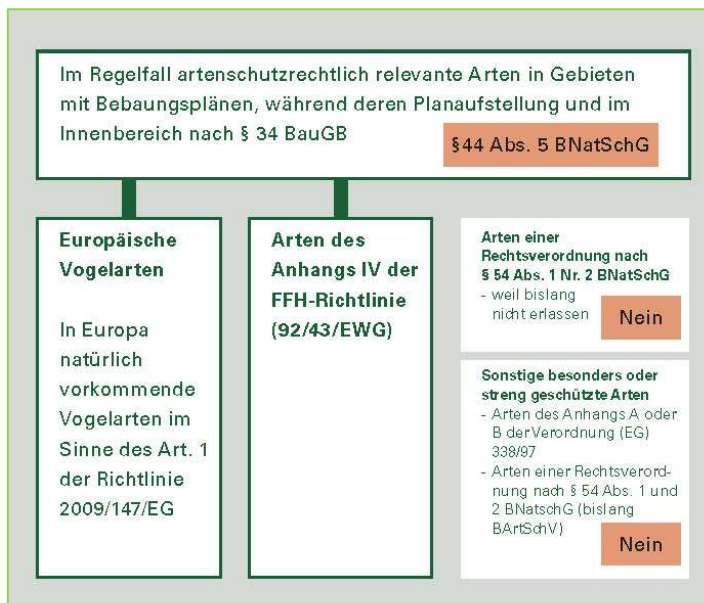 Im Regelfall artenschutzrechtlich relevante Arten in Gebieten
mit Bebaungsplänen, während deren Planaufstellung und im
Innenbereich nach § 34 BauGB
§44 Abs. 5 BNatSchG
Europäische
Vogelarten
In Europa
natürlich
vorkommende
Vogelarten im
Sinne des Art. 1
der Richtlinie
2009/147/EG
Arten des
Anhangs IV der
FFH-Richtlinie
(92/43/EWG)
Arten einer
Rechtsverordnung nach
§ 54 Abs. 1 Nr. 2 BNatSchG
- weil bislang
nicht erlassen
Nein
Sonstige besonders oder
streng geschützte Arten
- Arten des Anhangs A oder
B der Verordnung (EG)
338/97
- Arten einer Rechtsverord-
nung nach § 54 Abs. 1 und
2 BNatschG (bislang
BArtSchV)
Nein